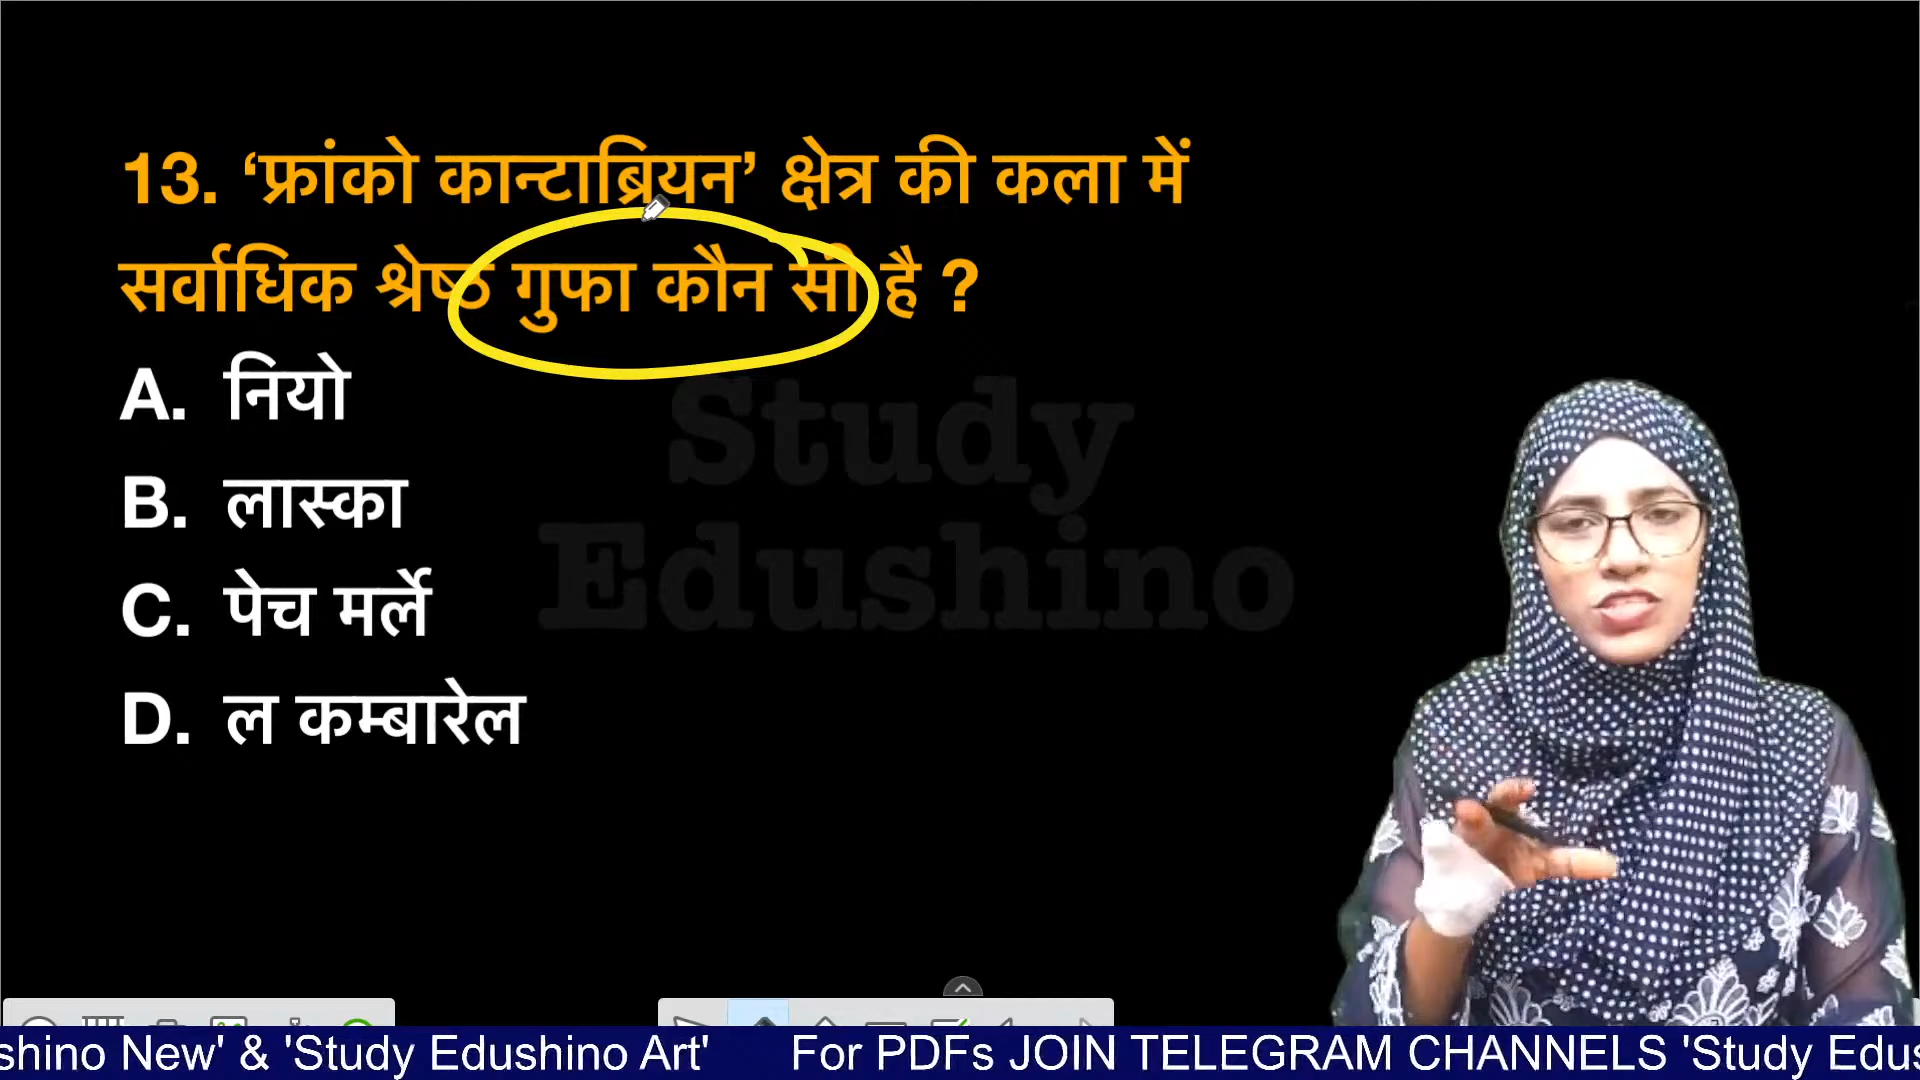 13. ‘फ्रांको कान्टाब्रियन’ क्षेत्र की कला में
सर्वाधिक श्रेष्ठ गुफा कौन सी है ?
A. नियो
B. लास्का
C. पेच मर्ले
D. ल कम्बारेल
Study
Edushino
shino New' & 'Study Edushino Art' For PDFs JOIN TELEGRAM CHANNELS 'Study Edus